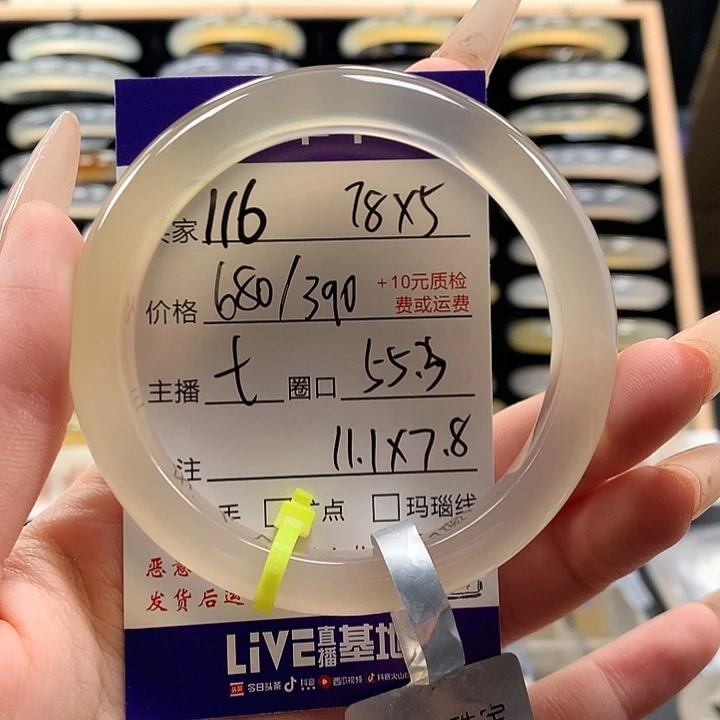 家 116 78X5
价格 680/390 +10元质检
费或运费
主播 七 圈口 55.3
注 11.1X7.8
点 玛瑙线
恶意
发货后运
LiVE直播基地
今日头条 抖音 西瓜视频 抖音火山